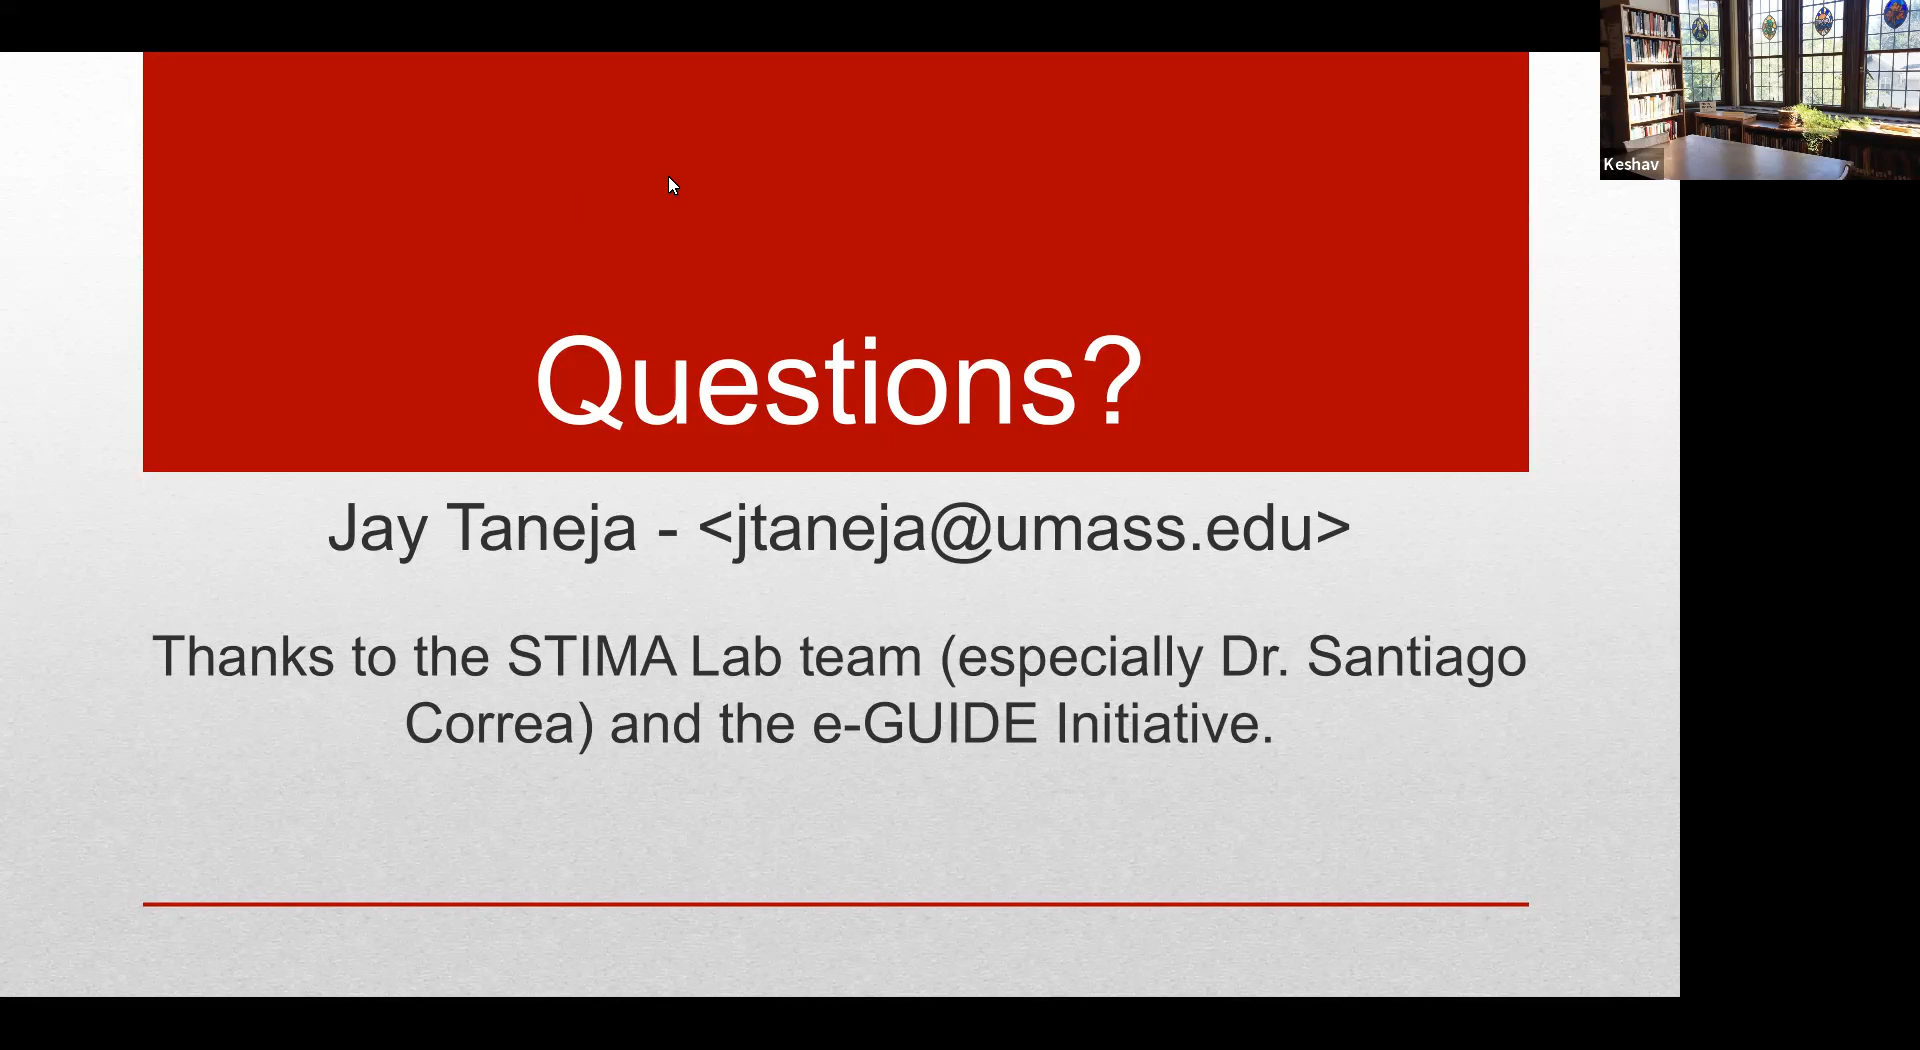 Keshav
Questions?
Jay Taneja - <jtaneja@umass.edu>
Thanks to the STIMA Lab team (especially Dr. Santiago
Correa) and the e-GUIDE Initiative.